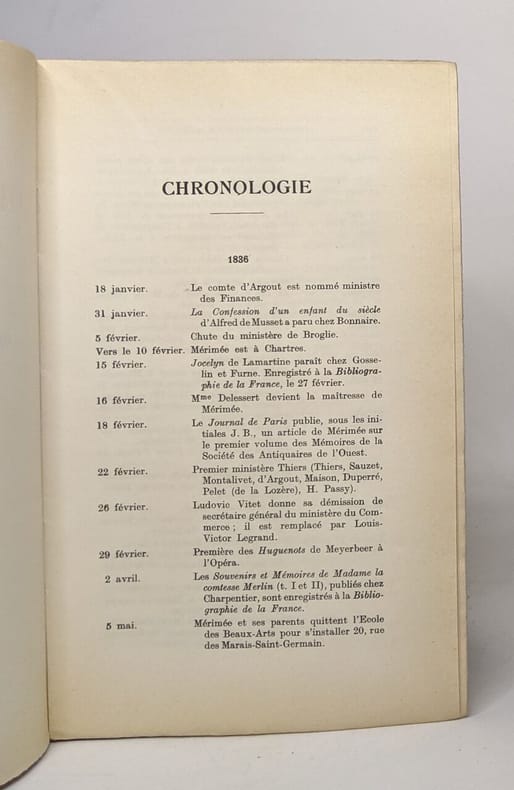 CHRONOLOGIE
1836
18 janvier. Le comte d'Argout est nommé ministre
des Finances.
31 janvier. La Confession d'un enfant du siècle
d'Alfred de Musset a paru chez Bonnaire.
5 février. Chute du ministère de Broglie.
Vers le 10 février. Mérimée est à Chartres.
15 février. Jocelyn de Lamartine paraît chez Gosse-
lin et Furne. Enregistré à la Bibliogra-
phie de la France, le 27 février.
16 février. Mme Delessert devient la maîtresse de
Mérimée.
18 février. Le Journal de Paris publie, sous les ini-
tiales J. B., un article de Mérimée sur
le premier volume des Mémoires de la
Société des Antiquaires de l'Ouest.
22 février. Premier ministère Thiers (Thiers, Sauzet,
Montalivet, d'Argout, Maison, Duperré,
Pelet (de la Lozère), H. Passy).
26 février. Ludovic Vitet donne sa démission de
secrétaire général du ministère du Com-
merce ; il est remplacé par Louis-
Victor Legrand.
29 février. Première des Huguenots de Meyerbeer à
l'Opéra.
2 avril. Les Souvenirs et Mémoires de Madame la
comtesse Merlin (t. I et II), publiés chez
Charpentier, sont enregistrés à la Biblio-
graphie de la France.
5 mai. Mérimée et ses parents quittent l'Ecole
des Beaux-Arts pour s'installer 20, rue
des Marais-Saint-Germain.